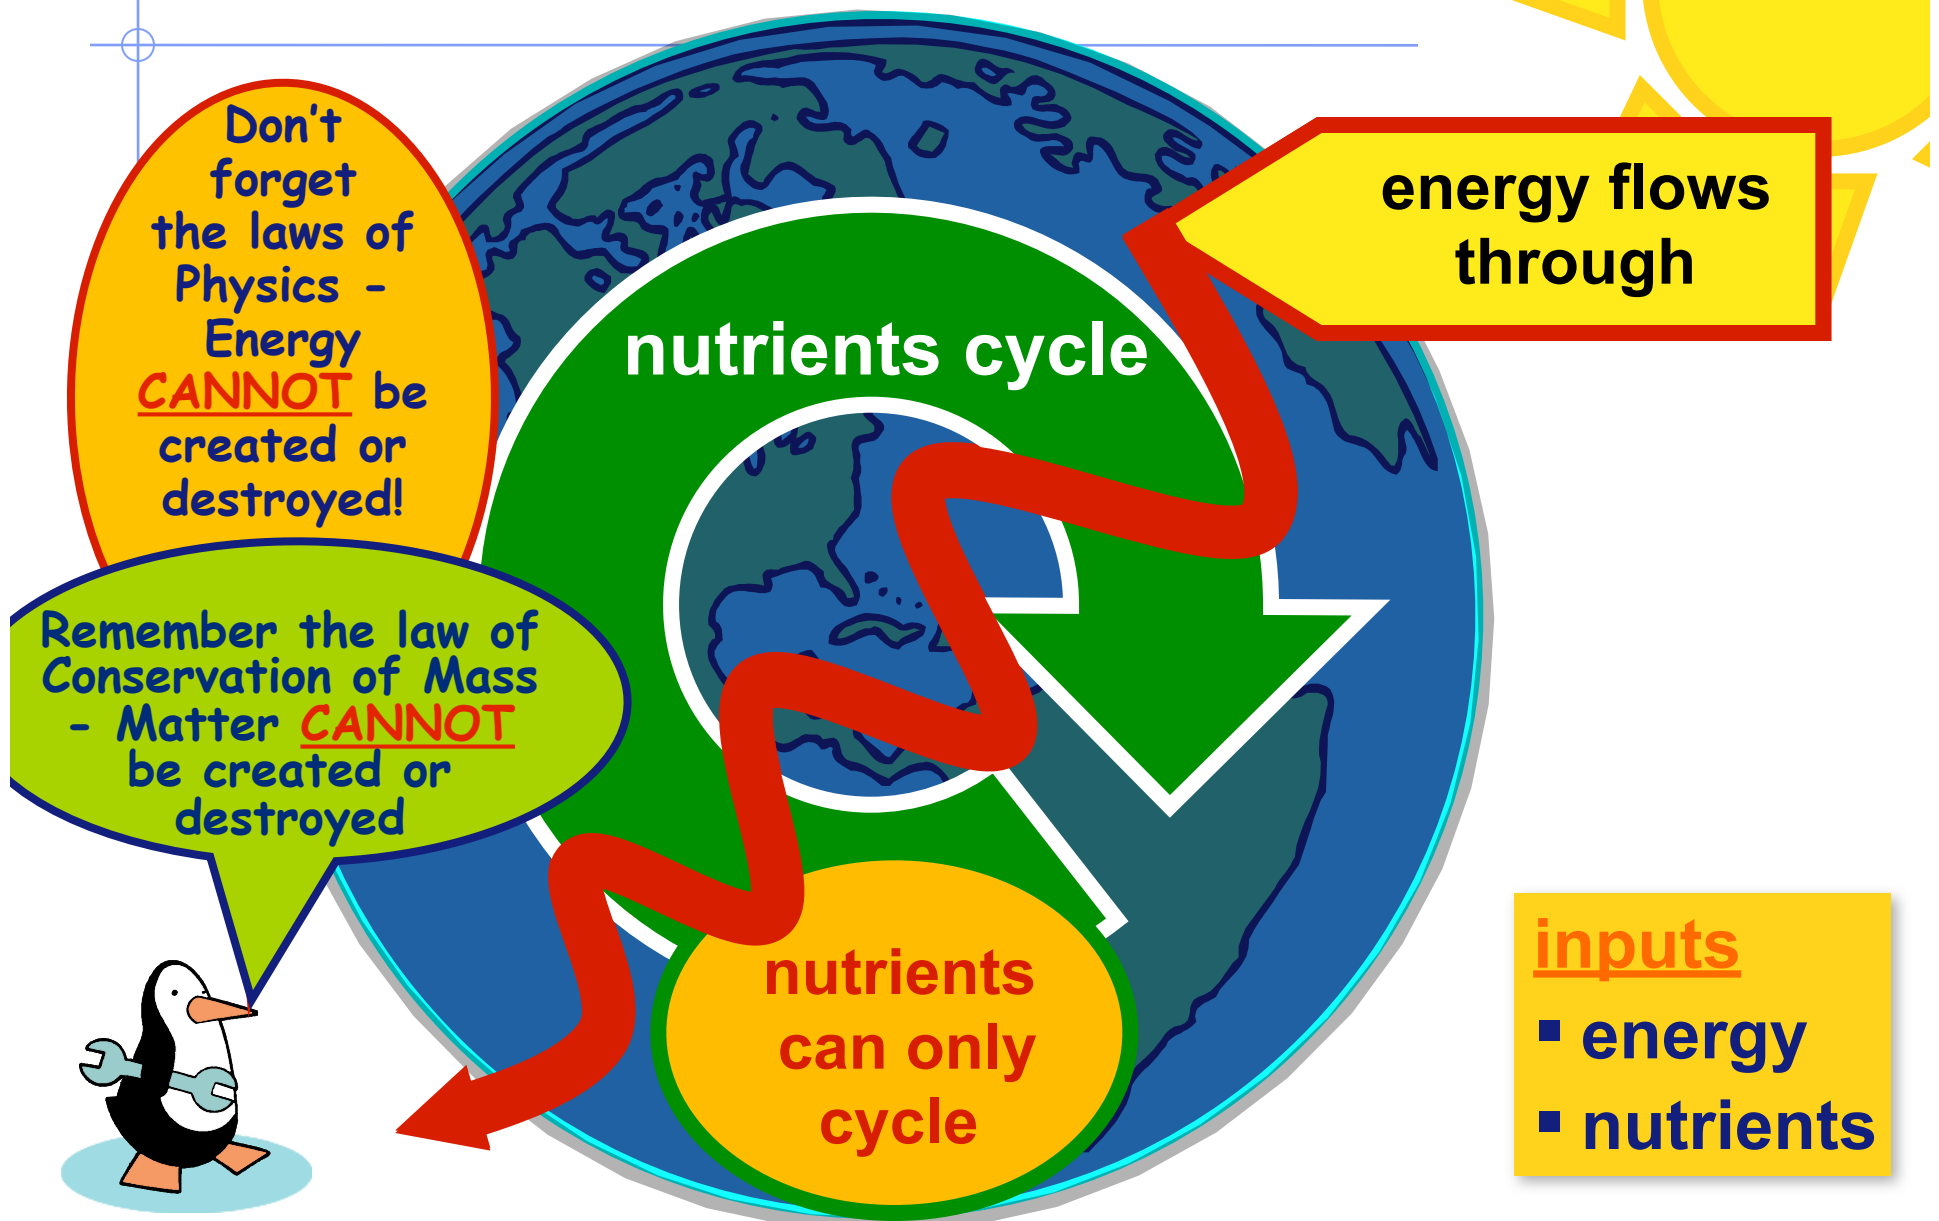 Don't
forget
the laws of
Physics -
Energy
CANNOT be
created or
destroyed!
Remember the law of
Conservation of Mass
- Matter CANNOT
be created or
destroyed
nutrients cycle
energy flows
through
nutrients
can only
cycle
inputs
▪ energy
▪ nutrients